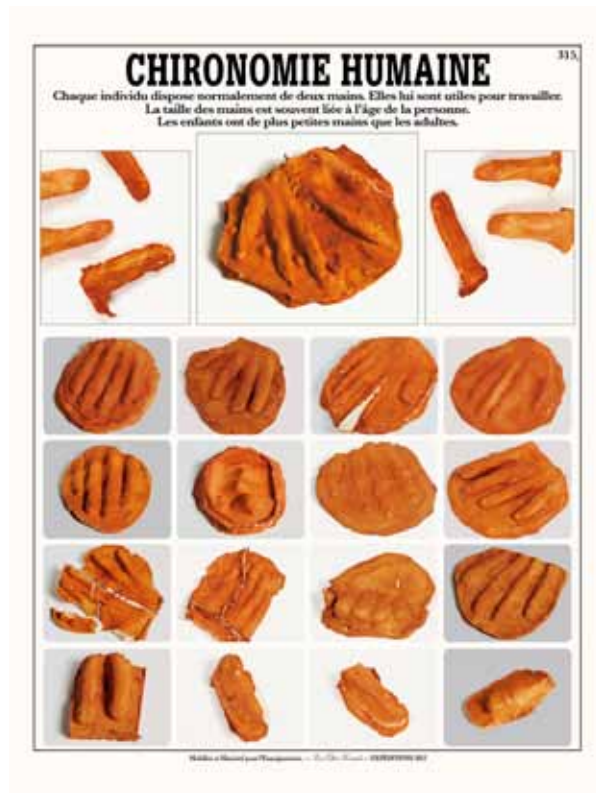 315
CHIRONOMIE HUMAINE
Chaque individu dispose normalement de deux mains. Elles lui sont utiles pour travailler.
La taille des mains est souvent liée à l'âge de la personne.
Les enfants ont de plus petites mains que les adultes.